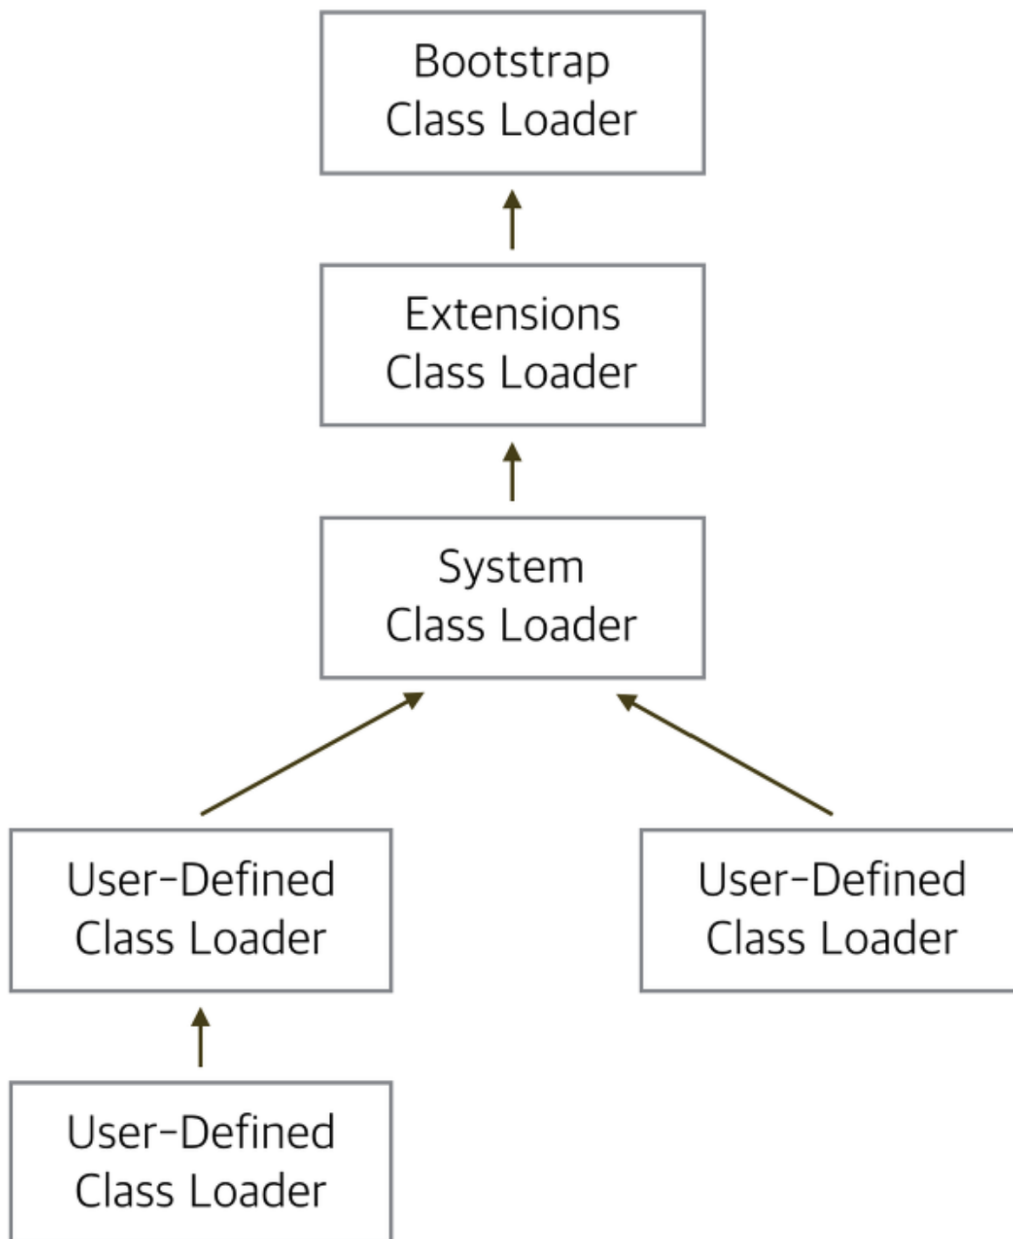 Bootstrap
Class Loader
Extensions
Class Loader
System
Class Loader
User-Defined
Class Loader
User-Defined
Class Loader
User-Defined
Class Loader